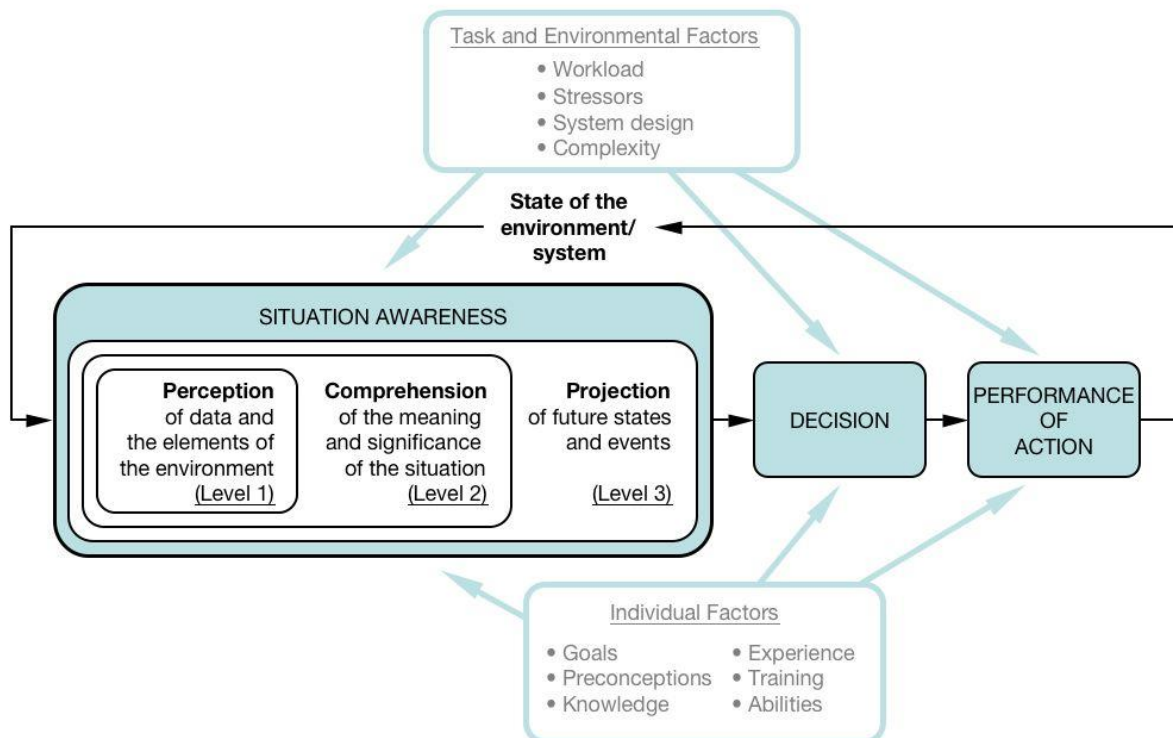 Task and Environmental Factors
• Workload
• Stressors
• System design
• Complexity
State of the
environment/
system
SITUATION AWARENESS
Perception
of data and
the elements of
the environment
(Level 1)
Comprehension
of the meaning
and significance
of the situation
(Level 2)
Projection
of future states
and events
(Level 3)
DECISION
PERFORMANCE
OF
ACTION
Individual Factors
• Goals
• Preconceptions
• Knowledge
• Experience
• Training
• Abilities